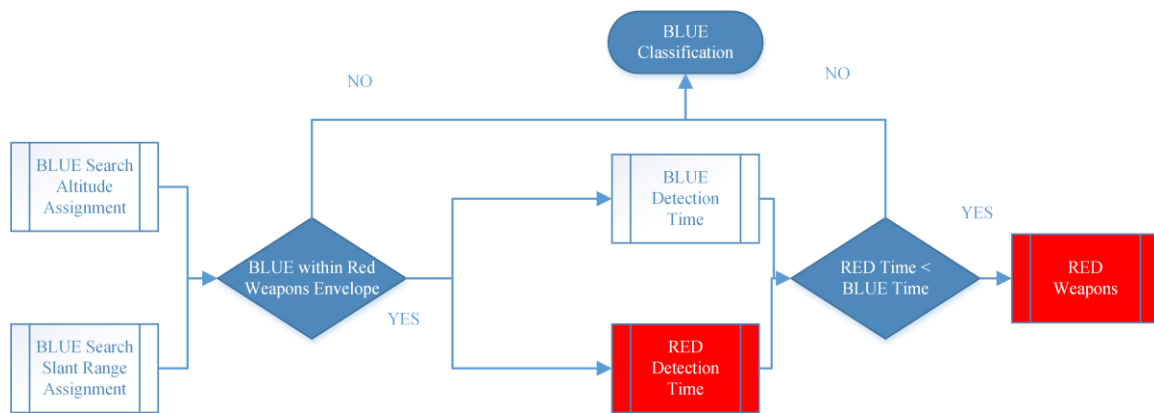 BLUE
Classification
NO
NO
BLUE Search
Altitude
Assignment
BLUE
Detection
Time
YES
BLUE within Red
Weapons Envelope
RED Time <
BLUE Time
RED
Weapons
YES
BLUE Search
Slant Range
Assignment
RED
Detection
Time